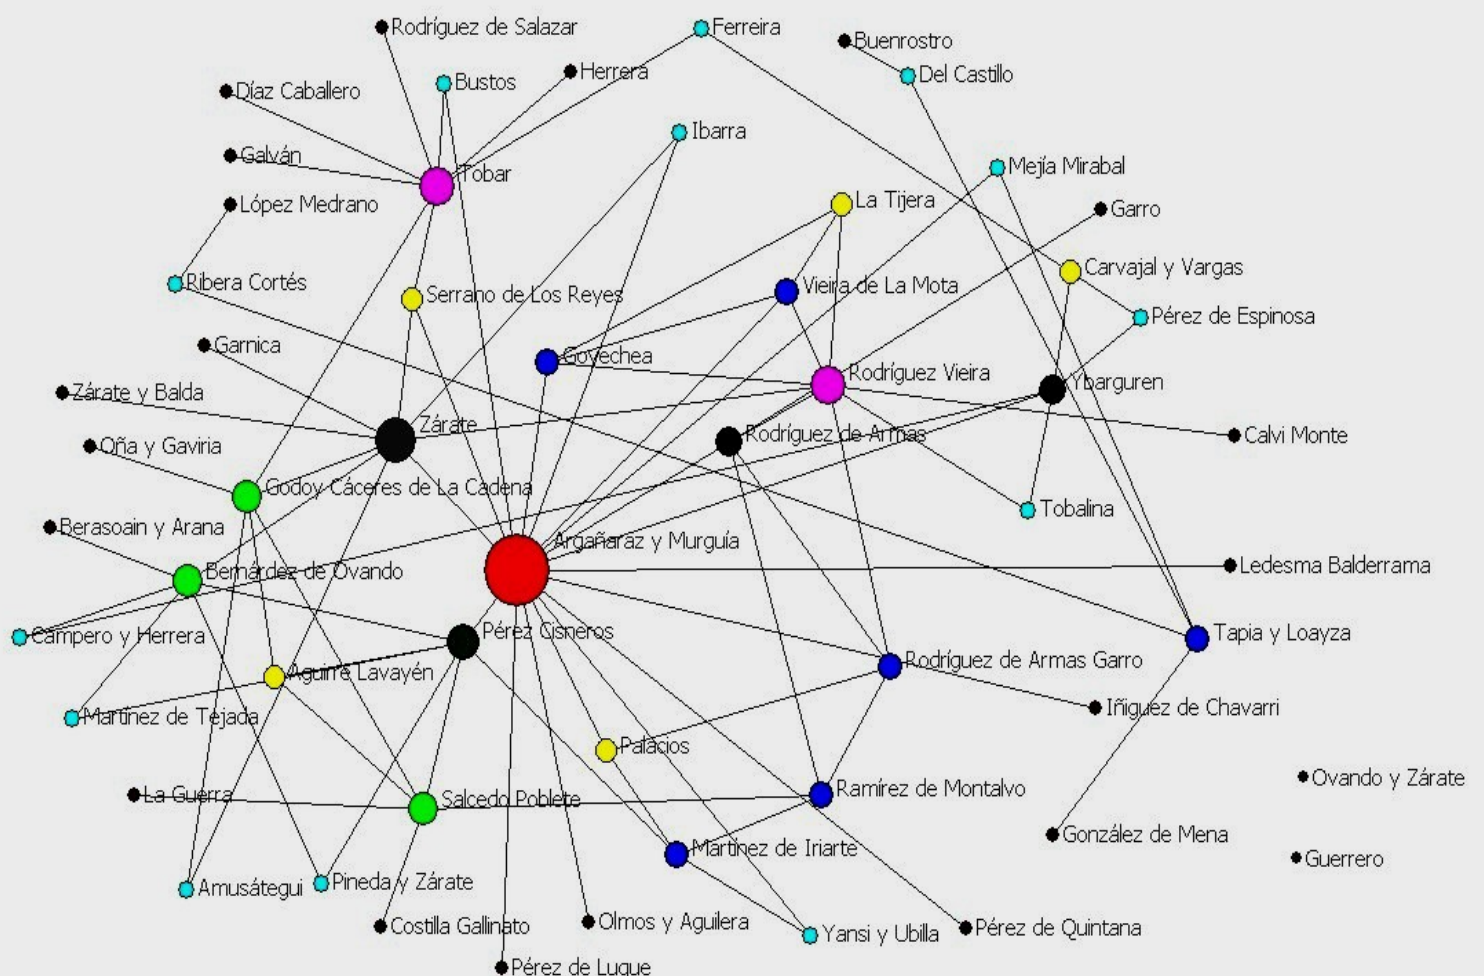 Rodríguez de Salazar
Ferreira
Buenrostro
Herrera
Del Castillo
Bustos
Díaz Caballero
Ibarra
Galván
Mejía Mirabal
Tobar
La Tijera
López Medrano
Garro
Carvajal y Vargas
Ribera Cortés
Vieira de La Mota
Serrano de Los Reyes
Pérez de Espinosa
Garnica
Goyechea
Rodríguez Vieira
Ybarguren
Zárate y Balda
Zárate
Rodríguez de Armas
Calvi Monte
Oña y Gaviria
Godoy Cáceres de La Cadena
Tobalina
Berasoain y Arana
Argañaraz y Murguía
Ledesma Balderrama
Bernárdez de Ovando
Campero y Herrera
Pérez Cisneros
Tapia y Loayza
Rodríguez de Armas Garro
Aguirre Lavayén
Iñiguez de Chavarri
Martínez de Tejada
Palacios
Ovando y Zárate
Ramírez de Montalvo
La Guerra
Salcedo Poblete
González de Mena
Martínez de Iriarte
Guerrero
Amusátegui
Pineda y Zárate
Costilla Gallinato
Olmos y Aguilera
Yansi y Ubilla
Pérez de Quintana
Pérez de Luque